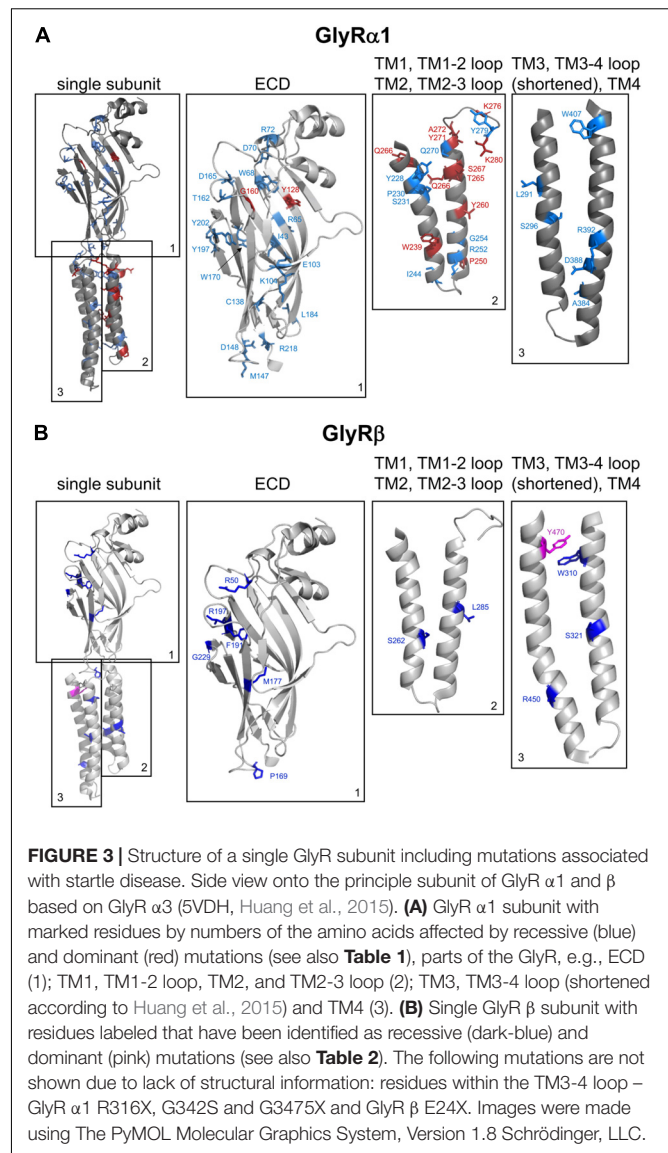 A
GlyRα1
single subunit
ECD
TM1, TM1-2 loop
TM2, TM2-3 loop
TM3, TM3-4 loop
(shortened), TM4
1
2
3
R72
D70
W68
D165
G160
Y128
T162
R65
Y202
I43
Y197
W170
E103
K104
C138
L184
D148
R218
M147
1
K276
A272
Y271
Y279
Q270
Q266
K280
Y228
S267
Q266
T265
P230
S231
Y260
W239
G254
R252
P250
I244
2
W407
L291
S296
R392
D388
A384
3
B
GlyRβ
single subunit
ECD
TM1, TM1-2 loop
TM2, TM2-3 loop
TM3, TM3-4 loop
(shortened), TM4
1
2
3
R50
R197
F191
G229
M177
P169
1
L285
S262
2
Y470
W310
S321
R450
3
FIGURE 3 | Structure of a single GlyR subunit including mutations associated
with startle disease. Side view onto the principle subunit of GlyR α1 and β
based on GlyR α3 (5VDH, Huang et al., 2015). (A) GlyR α1 subunit with
marked residues by numbers of the amino acids affected by recessive (blue)
and dominant (red) mutations (see also Table 1), parts of the GlyR, e.g., ECD
(1); TM1, TM1-2 loop, TM2, and TM2-3 loop (2); TM3, TM3-4 loop (shortened
according to Huang et al., 2015) and TM4 (3). (B) Single GlyR β subunit with
residues labeled that have been identified as recessive (dark-blue) and
dominant (pink) mutations (see also Table 2). The following mutations are not
shown due to lack of structural information: residues within the TM3-4 loop –
GlyR α1 R316X, G342S and G3475X and GlyR β E24X. Images were made
using The PyMOL Molecular Graphics System, Version 1.8 Schrödinger, LLC.